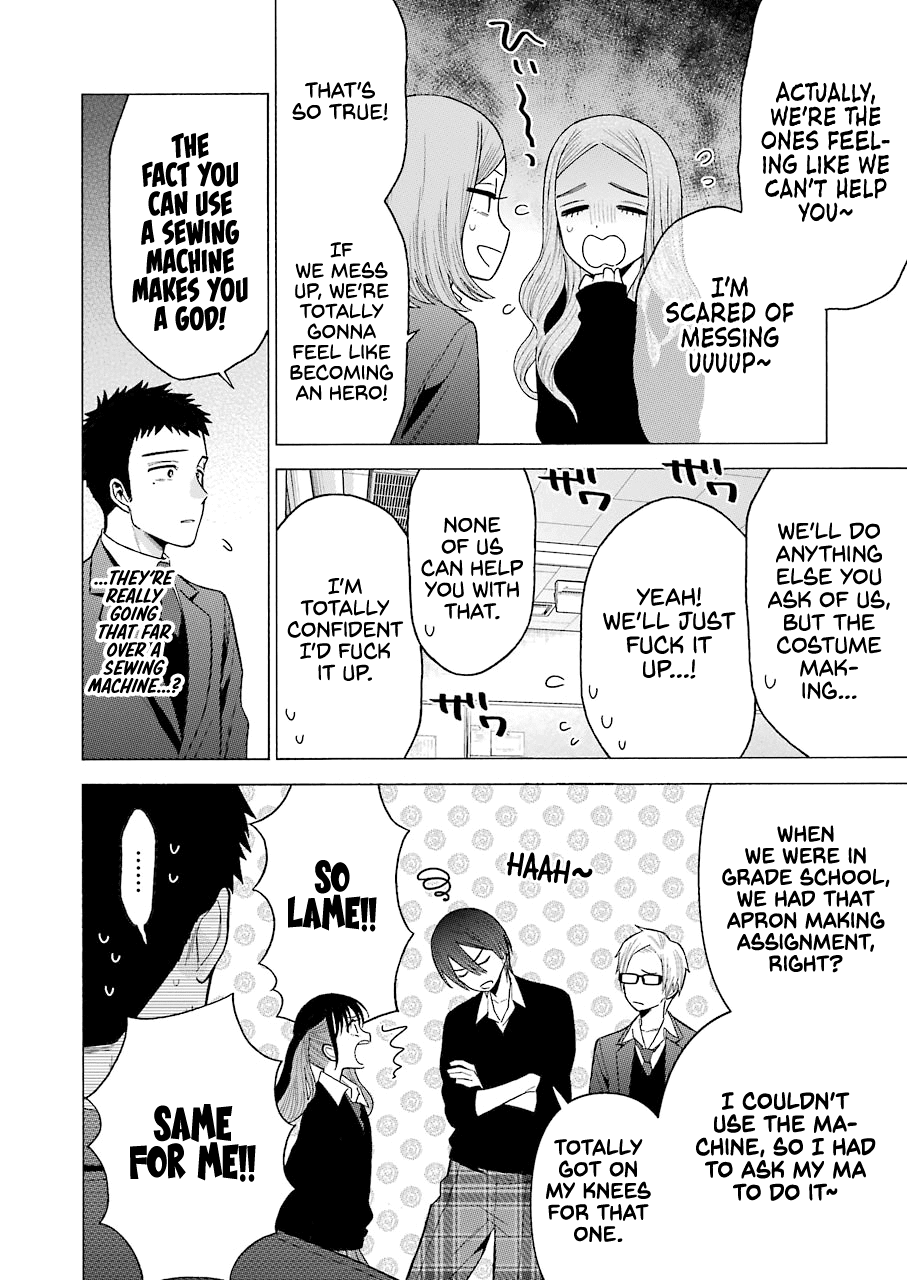 ACTUALLY,
WE'RE THE
ONES FEEL-
ING LIKE WE
CAN'T HELP
YOU~
I'M
SCARED OF
MESSING
UUUUP~
ひぃ〜
THAT'S
SO TRUE!
IF
WE MESS
UP, WE'RE
TOTALLY
GONNA
FEEL LIKE
BECOMING
AN HERO!
THE
FACT YOU
CAN USE
A SEWING
MACHINE
MAKES YOU
A GOD!
...THEY'RE
REALLY
GOING
THAT FAR
OVER A
SEWING
MACHINE...?
WE'LL DO
ANYTHING
ELSE YOU
ASK OF US,
BUT THE
COSTUME
MAK-
ING...
ザワ
ザワ
YEAH!
WE'LL JUST
FUCK IT
UP...!
NONE
OF US
CAN HELP
YOU WITH
THAT.
ザワ
I'M
TOTALLY
CONFIDENT
I'D FUCK
IT UP.
WHEN
WE WERE IN
GRADE SCHOOL,
WE HAD THAT
APRON MAKING
ASSIGNMENT,
RIGHT?
I COULDN'T
USE THE MA-
CHINE, SO I HAD
TO ASK MY MA
TO DO IT~
HAAH~
TOTALLY
GOT ON
MY KNEES
FOR THAT
ONE.
SO
LAME!!
SAME
FOR ME!!
........